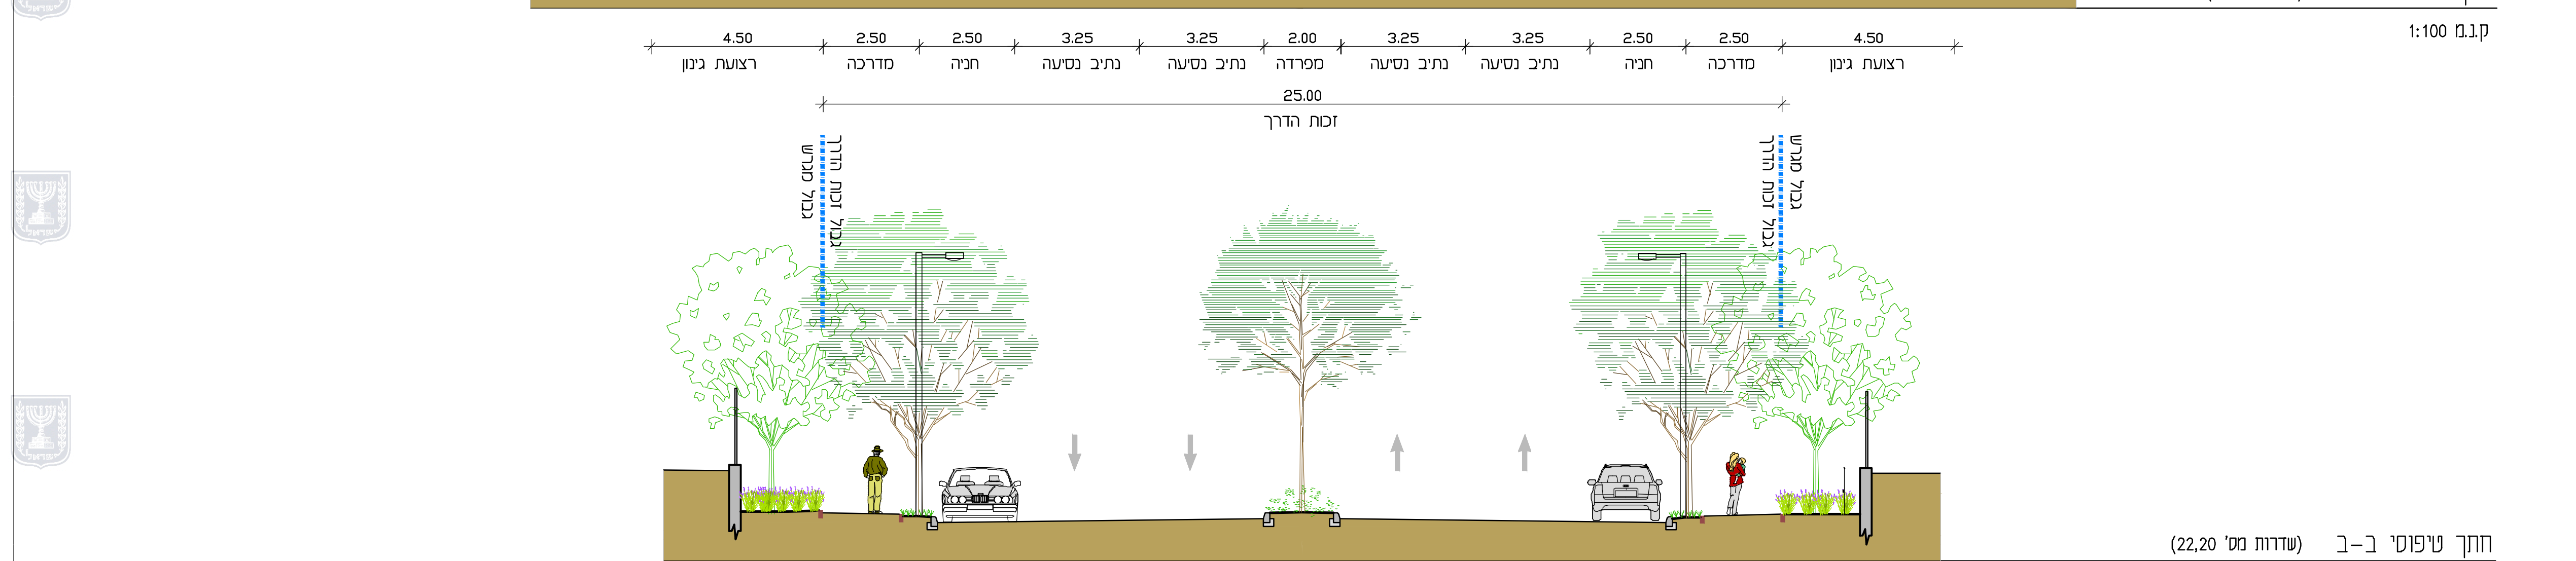 ק.נ.מ 1:100
4.50 2.50 2.50 3.25 3.25 2.00 3.25 3.25 2.50 2.50 4.50
רצועת גינון מדרכה חניה נתיב נסיעה נתיב נסיעה מפרדה נתיב נסיעה נתיב נסיעה חניה מדרכה רצועת גינון
25.00
זכות הדרך
גבול מגרש
גבול זכות הדרך
גבול זכות הדרך
גבול מגרש
חתך טיפוסי ב-ב (שדרות מס' 22,20)